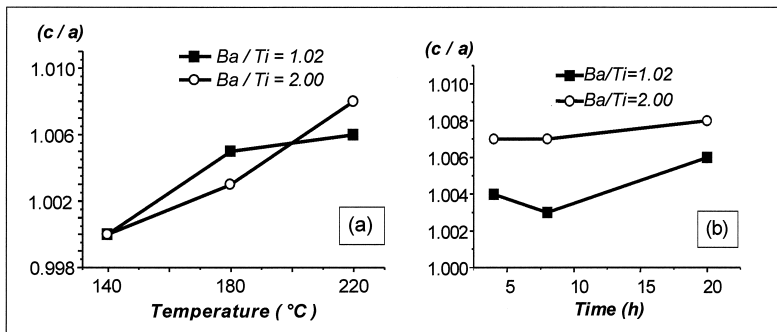 (c / a)
1.010
1.006
1.002
0.998
Ba / Ti = 1.02
Ba / Ti = 2.00
(a)
140
180
220
Temperature ( °C)
(c / a)
1.010
1.008
1.006
1.004
1.002
1.000
Ba/Ti=1.02
Ba/Ti=2.00
(b)
5
10
15
20
Time (h)